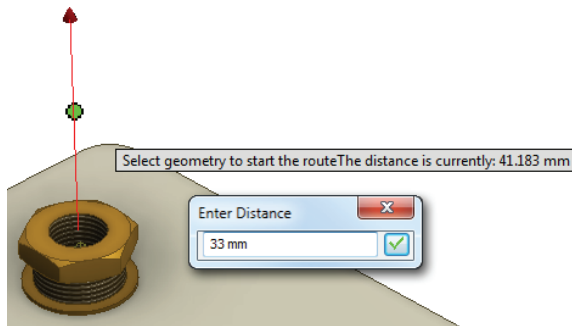 Select geometry to start the routeThe distance is currently: 41.183 mm
Enter Distance
33 mm